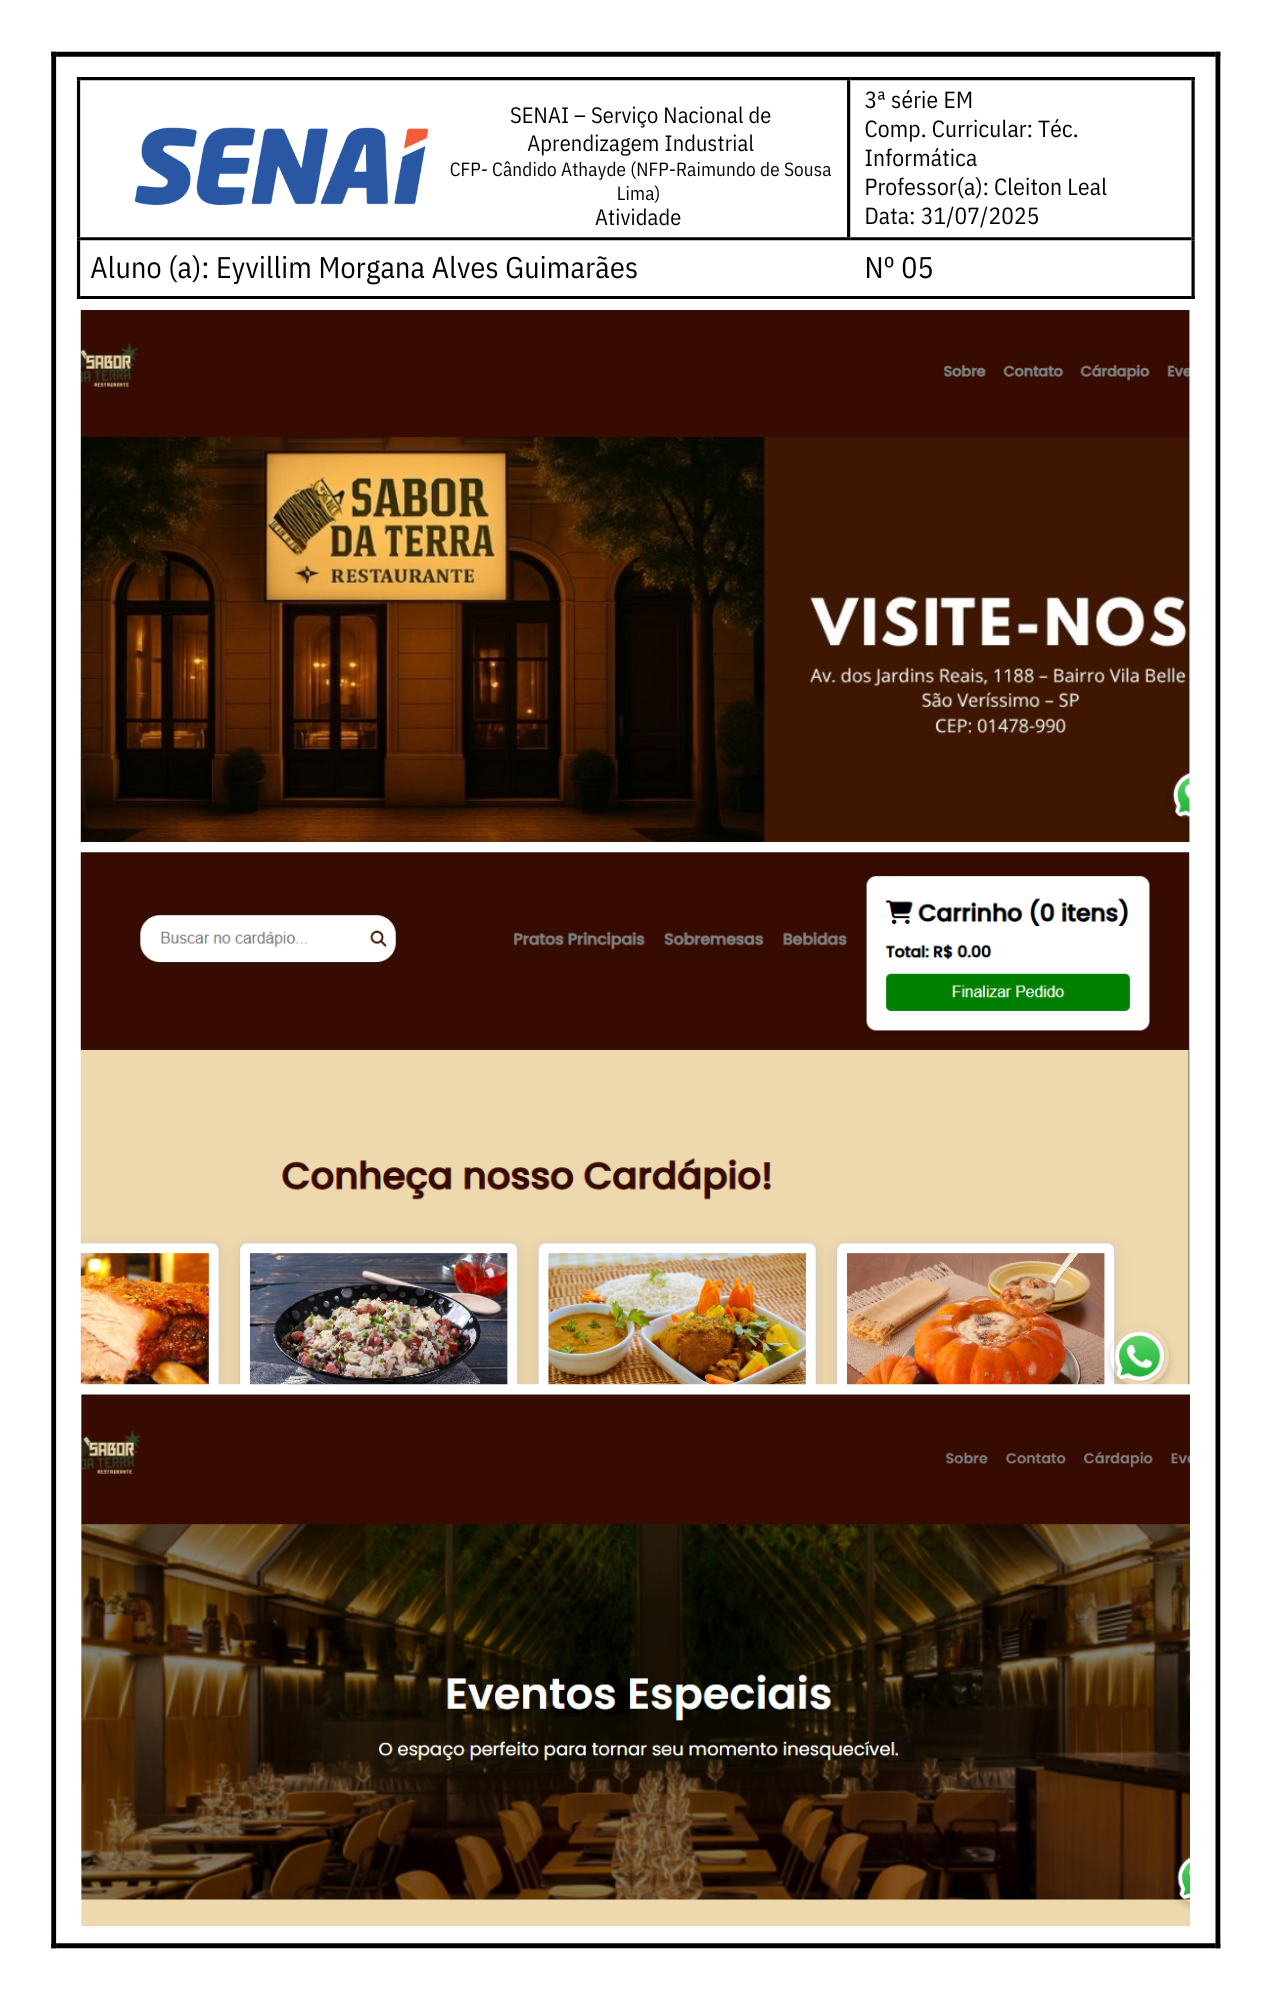 SENAI
SENAI – Serviço Nacional de
Aprendizagem Industrial
CFP- Cândido Athayde (NFP-Raimundo de Sousa
Lima)
Atividade
3ª série EM
Comp. Curricular: Téc.
Informática
Professor(a): Cleiton Leal
Data: 31/07/2025
Aluno (a): Eyvillim Morgana Alves Guimarães
Nº 05
SABOR
DA TERRA
RESTAURANTE
Sobre Contato Cárdapio Eve
SABOR
DA TERRA
RESTAURANTE
VISITE-NOS
Av. dos Jardins Reais, 1188 – Bairro Vila Belle
São Veríssimo – SP
CEP: 01478-990
Buscar no cardápio...
Pratos Principais Sobremesas Bebidas
Carrinho (0 itens)
Total: R$ 0.00
Finalizar Pedido
Conheça nosso Cardápio!
SABOR
DA TERRA
RESTAURANTE
Sobre Contato Cárdapio Eve
Eventos Especiais
O espaço perfeito para tornar seu momento inesquecível.